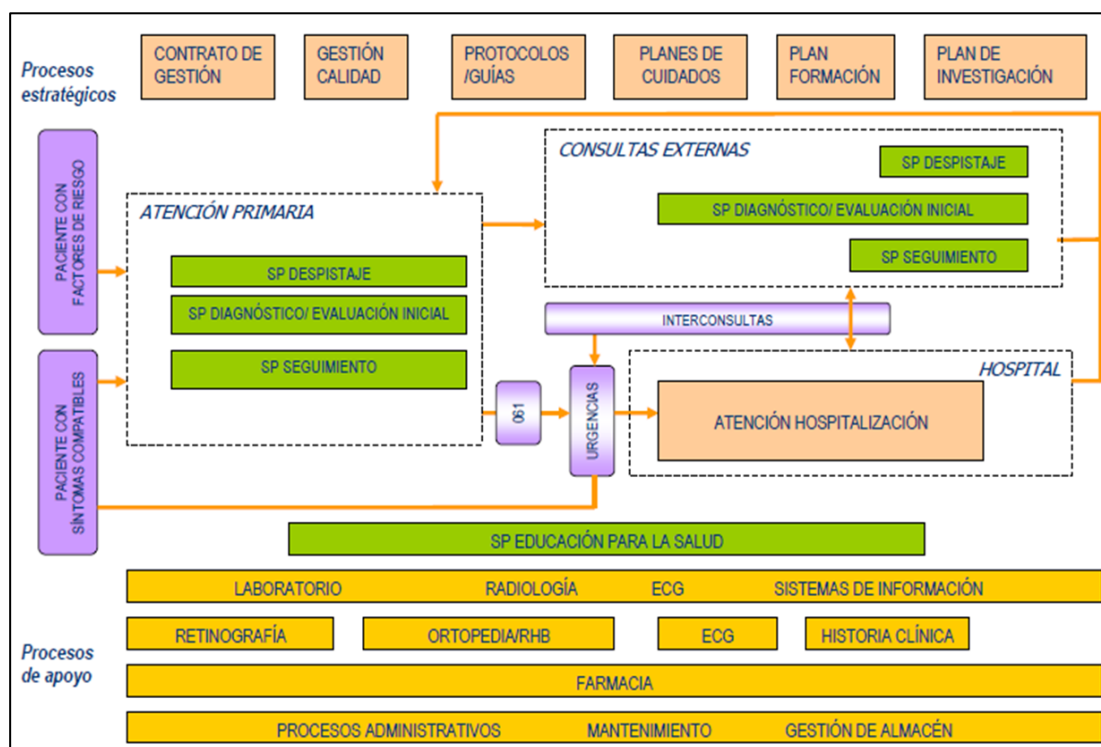 Procesos
estratégicos
CONTRATO DE
GESTIÓN
GESTIÓN
CALIDAD
PROTOCOLOS
/GUÍAS
PLANES DE
CUIDADOS
PLAN
FORMACIÓN
PLAN DE
INVESTIGACIÓN
PACIENTE CON
FACTORES DE RIESGO
PACIENTE CON
SÍNTOMAS COMPATIBLES
ATENCIÓN PRIMARIA
SP DESPISTAJE
SP DIAGNÓSTICO/ EVALUACIÓN INICIAL
SP SEGUIMIENTO
CONSULTAS EXTERNAS
SP DESPISTAJE
SP DIAGNÓSTICO/ EVALUACIÓN INICIAL
SP SEGUIMIENTO
INTERCONSULTAS
061
URGENCIAS
HOSPITAL
ATENCIÓN HOSPITALIZACIÓN
SP EDUCACIÓN PARA LA SALUD
Procesos
de apoyo
LABORATORIO RADIOLOGÍA ECG SISTEMAS DE INFORMACIÓN
RETINOGRAFÍA ORTOPEDIA/RHB ECG HISTORIA CLÍNICA
FARMACIA
PROCESOS ADMINISTRATIVOS MANTENIMIENTO GESTIÓN DE ALMACÉN